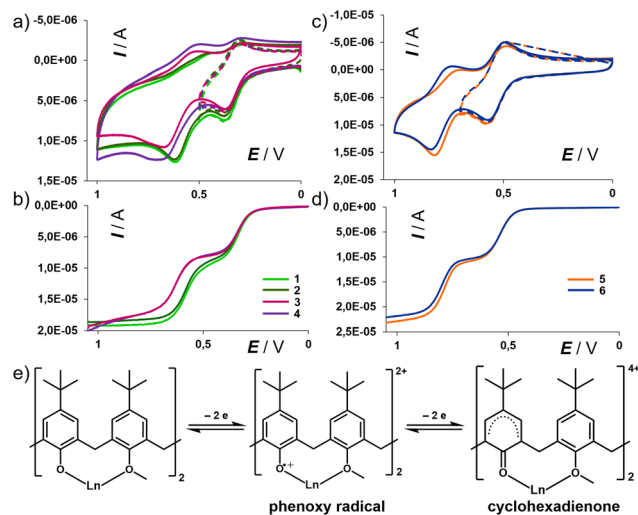 a)
I / A
-5,0E-06
0,0E+00
5,0E-06
1,0E-05
1,5E-05
1
0,5
0
E / V
c)
I / A
-1,0E-05
-5,0E-06
0,0E+00
5,0E-06
1,0E-05
1,5E-05
2,0E-05
1
0,5
0
E / V
b)
I / A
0,0E+00
5,0E-06
1,0E-05
1,5E-05
2,0E-05
1
0,5
0
E / V
1
2
3
4
d)
I / A
0,0E+00
5,0E-06
1,0E-05
1,5E-05
2,0E-05
2,5E-05
1
0,5
0
E / V
5
6
e)
O
O
Ln
2
– 2 e
2+
O•+
O
Ln
2
phenoxy radical
– 2 e
4+
O
O
Ln
2
cyclohexadienone